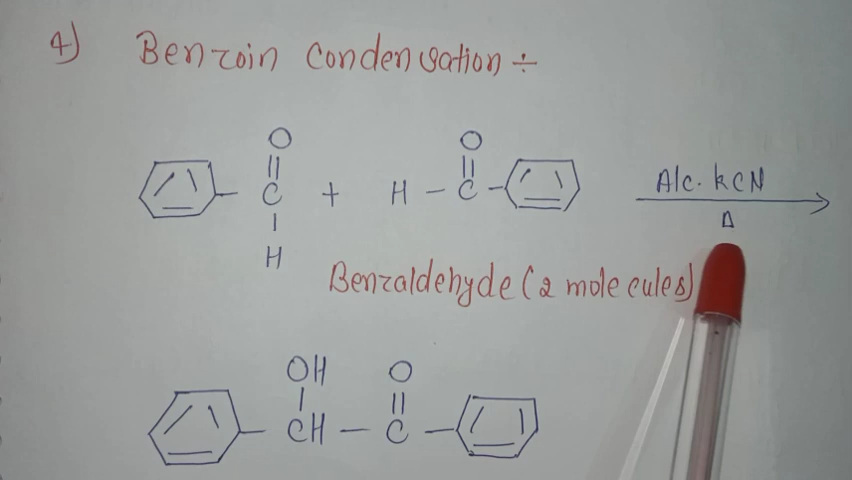 4) Benzoin Condensation ÷
O O
|| ||
C + H - C - Alc. KCN
| Δ
H
Benzaldehyde (2 molecules)
OH O
| ||
- CH - C -